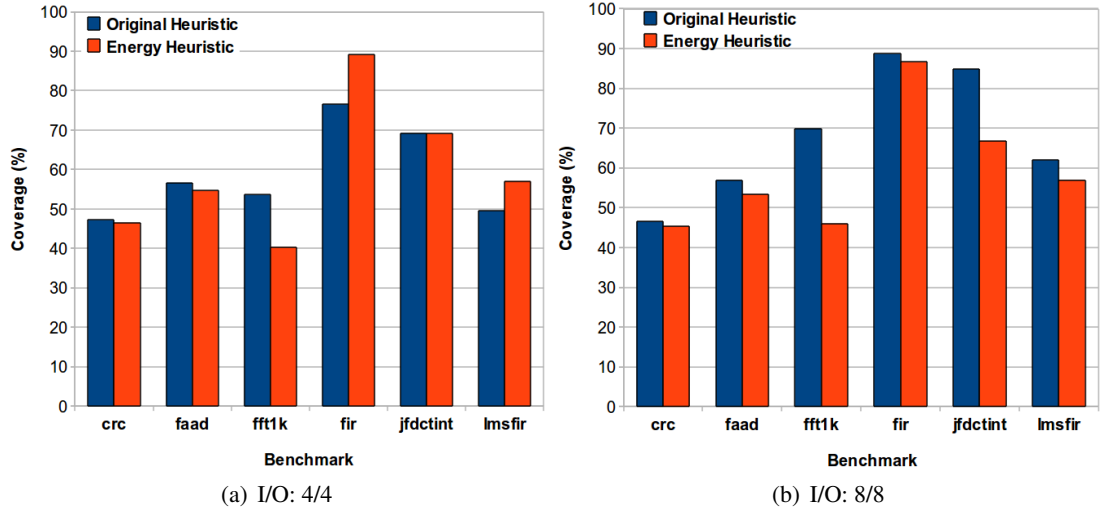 100
90
80
70
60
50
40
30
20
10
0
Coverage (%)
Original Heuristic
Energy Heuristic
crc faad fft1k fir jfdctint lmsfir
Benchmark
(a) I/O: 4/4
100
90
80
70
60
50
40
30
20
10
0
Coverage (%)
Original Heuristic
Energy Heuristic
crc faad fft1k fir jfdctint lmsfir
Benchmark
(b) I/O: 8/8